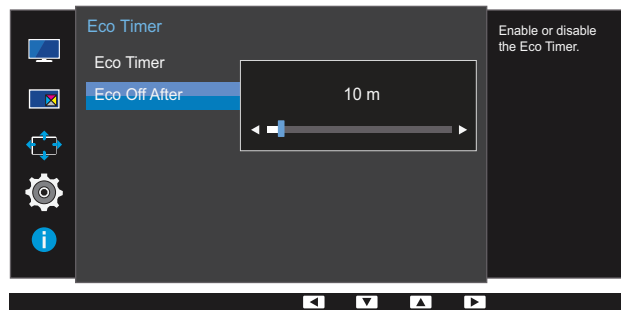 Eco Timer
Eco Timer
Eco Off After
10 m
Enable or disable
the Eco Timer.